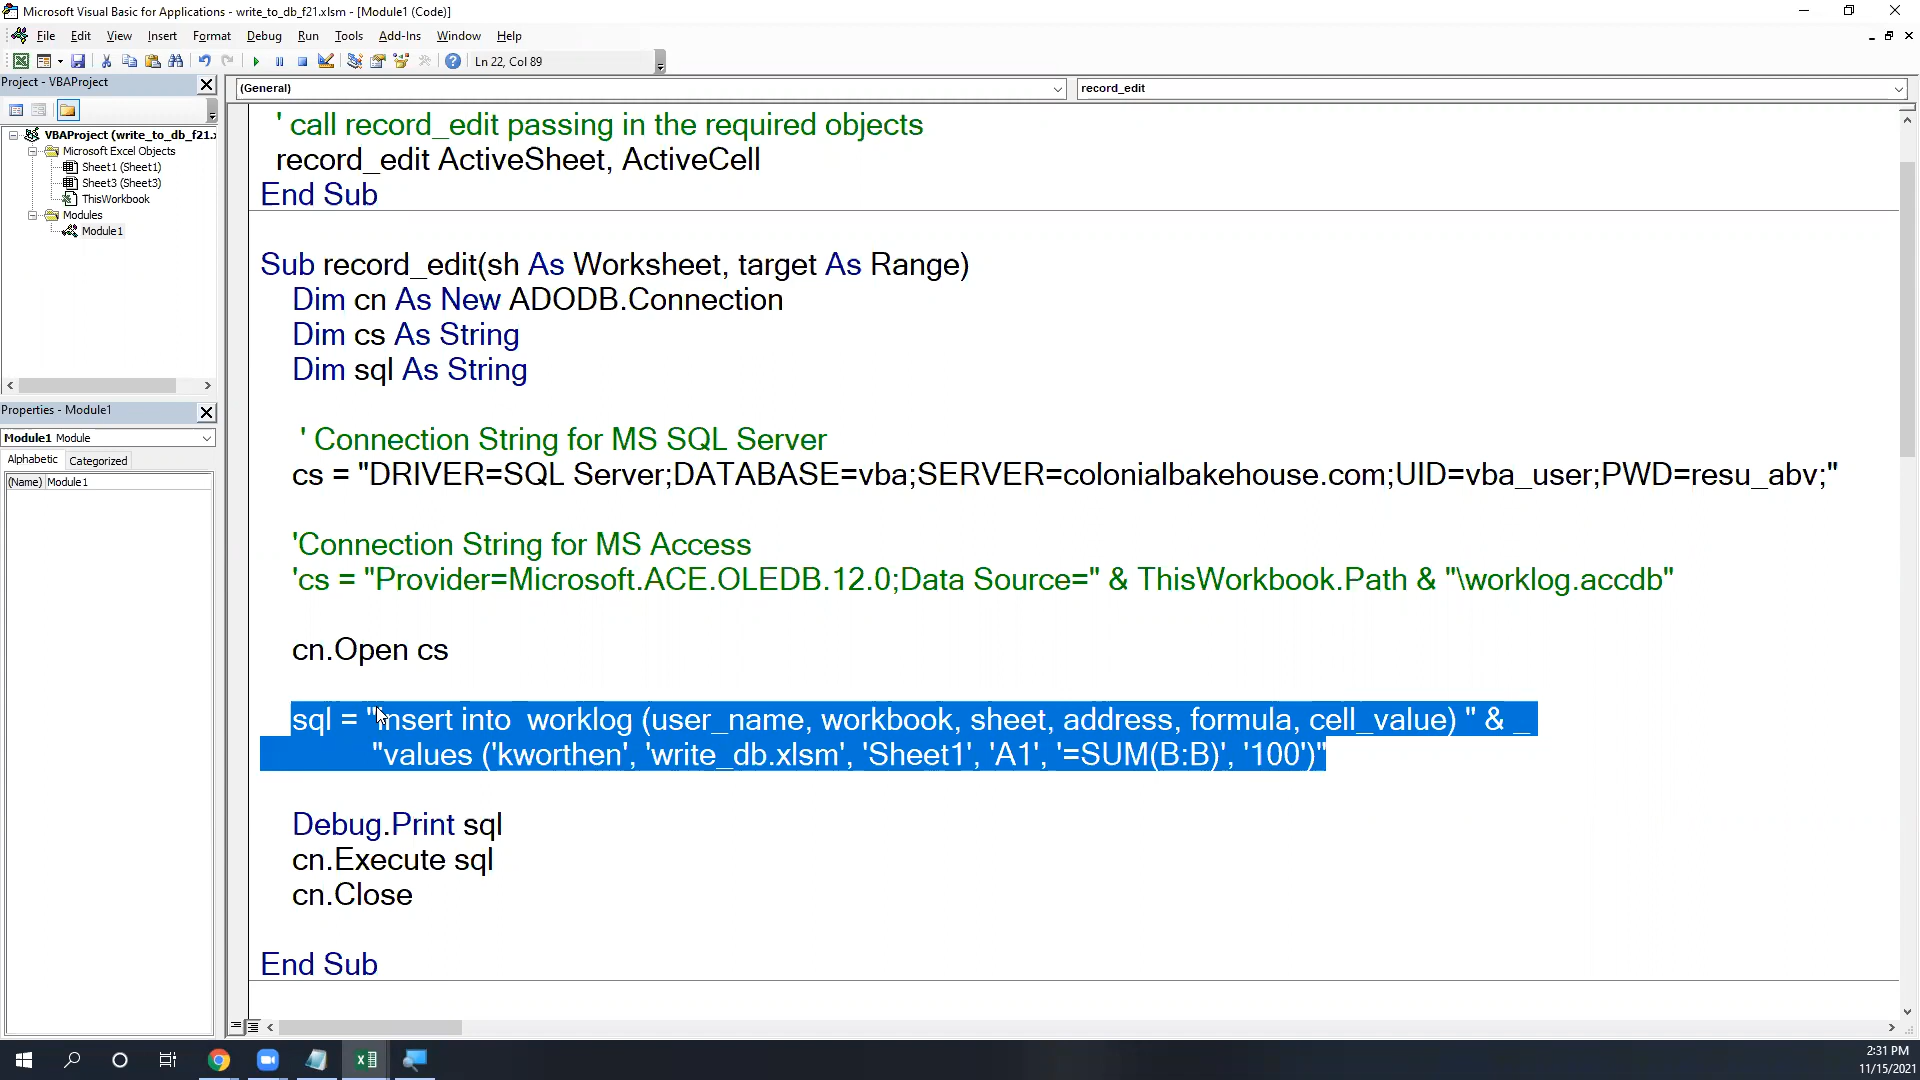 Microsoft Visual Basic for Applications - write_to_db_f21.xlsm - [Module1 (Code)]
File Edit View Insert Format Debug Run Tools Add-Ins Window Help
Ln 22, Col 89
Project - VBAProject
(General)
record_edit
VBAProject (write_to_db_f21.x
Microsoft Excel Objects
Sheet1 (Sheet1)
Sheet3 (Sheet3)
ThisWorkbook
Modules
Module1
Properties - Module1
Module1 Module
Alphabetic Categorized
(Name) Module1
' call record_edit passing in the required objects
record_edit ActiveSheet, ActiveCell
End Sub
Sub record_edit(sh As Worksheet, target As Range)
Dim cn As New ADODB.Connection
Dim cs As String
Dim sql As String
' Connection String for MS SQL Server
cs = "DRIVER=SQL Server;DATABASE=vba;SERVER=colonialbakehouse.com;UID=vba_user;PWD=resu_abv;"
'Connection String for MS Access
'cs = "Provider=Microsoft.ACE.OLEDB.12.0;Data Source=" & ThisWorkbook.Path & "\worklog.accdb"
cn.Open cs
sql = "insert into  worklog (user_name, workbook, sheet, address, formula, cell_value) " & _
"values ('kworthen', 'write_db.xlsm', 'Sheet1', 'A1', '=SUM(B:B)', '100')"
Debug.Print sql
cn.Execute sql
cn.Close
End Sub
2:31 PM
11/15/2021